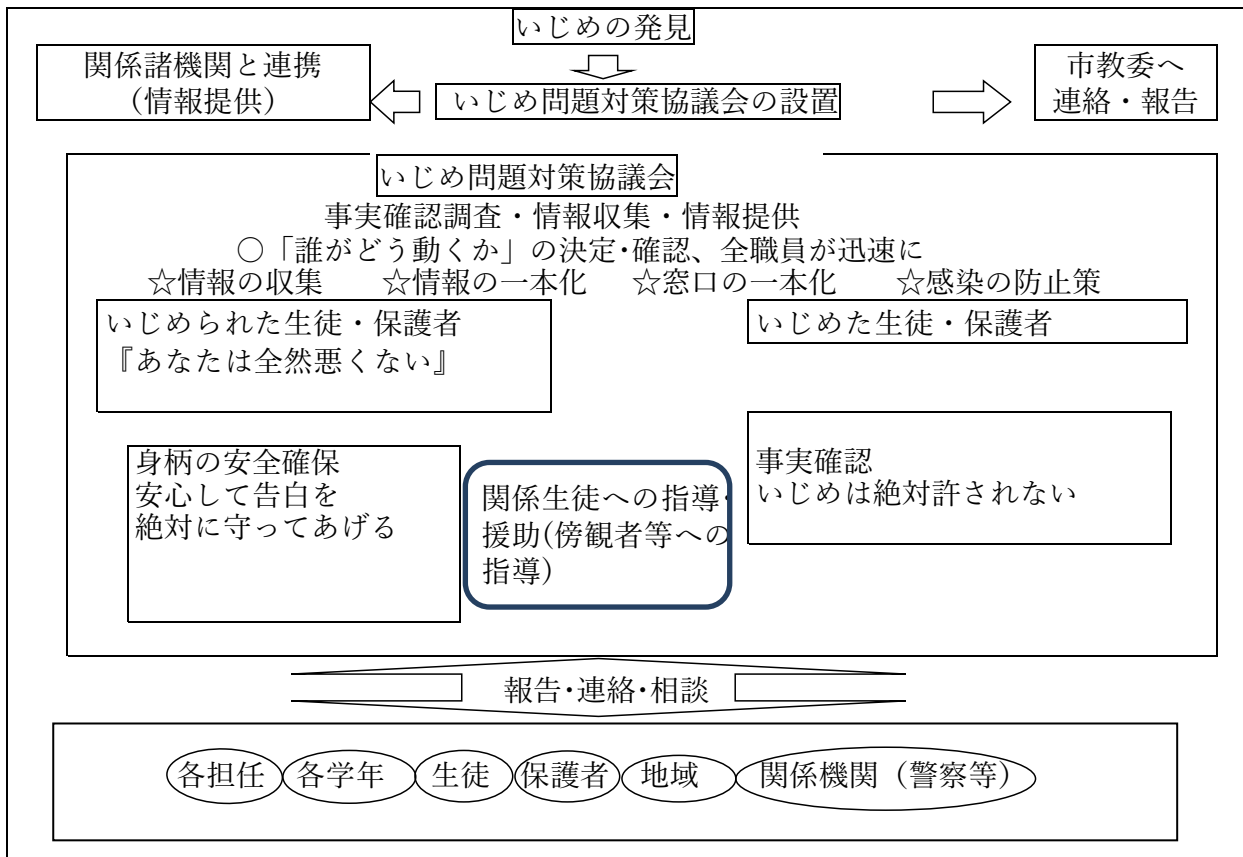 いじめの発見
関係諸機関と連携
（情報提供）
いじめ問題対策協議会の設置
市教委へ
連絡・報告
いじめ問題対策協議会
事実確認調査・情報収集・情報提供
○「誰がどう動くか」の決定・確認、全職員が迅速に
☆情報の収集　☆情報の一本化　☆窓口の一本化　☆感染の防止策
いじめられた生徒・保護者
『あなたは全然悪くない』
いじめた生徒・保護者
身柄の安全確保
安心して告白を
絶対に守ってあげる
関係生徒への指導・
援助(傍観者等への
指導)
事実確認
いじめは絶対許されない
報告・連絡・相談
各担任　各学年　生徒　保護者　地域　関係機関（警察等）